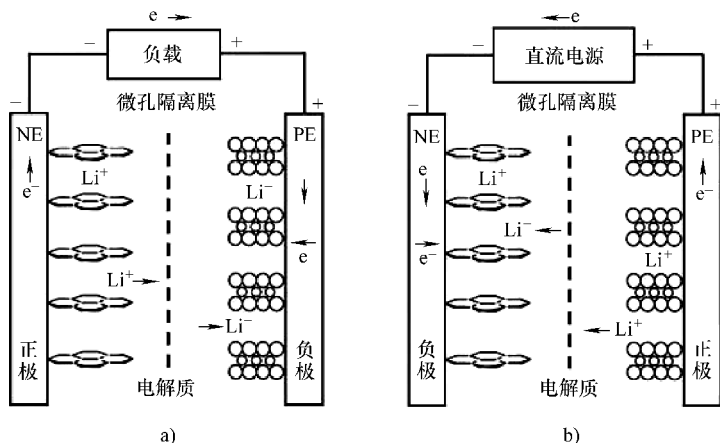 e →
− 负载 +
− 微孔隔离膜 +
NE PE
Li⁺ Li⁻
e⁻
e
Li⁺
Li⁻
正极 负极
电解质
a)
e
− 直流电源 +
− 微孔隔离膜 +
NE PE
e Li⁺ e⁻
Li⁻ Li⁺
e⁻
Li⁺
负极 正极
电解质
b)